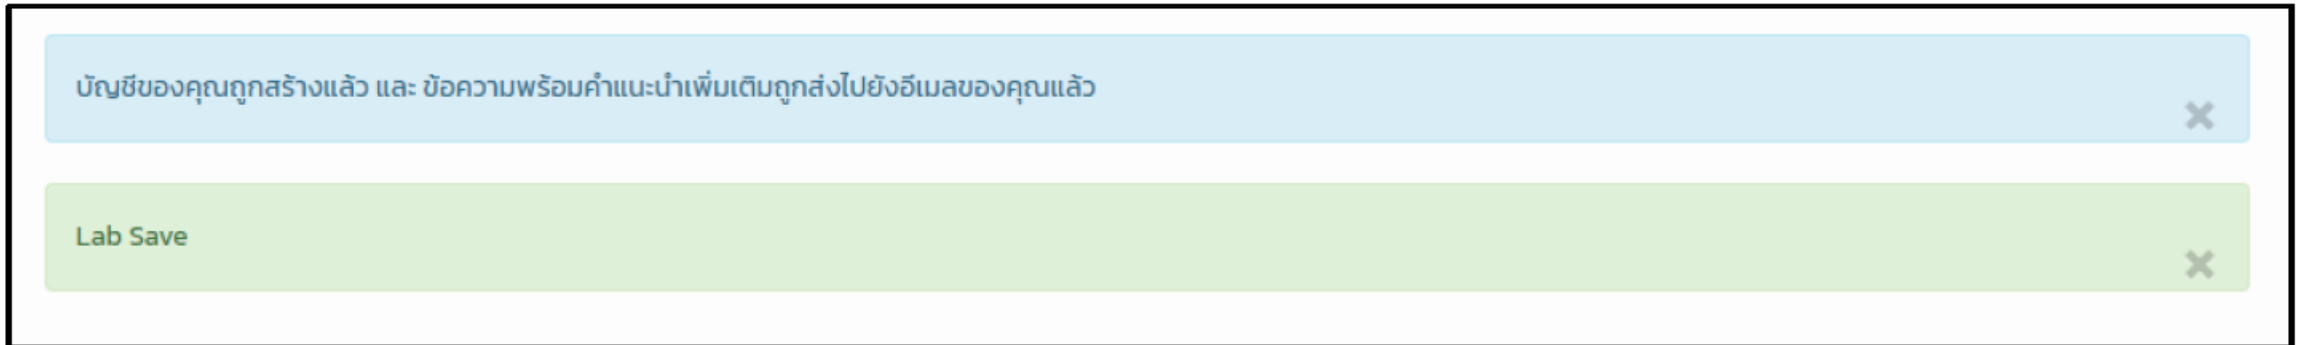 บัญชีของคุณถูกสร้างแล้ว และ ข้อความพร้อมคำแนะนำเพิ่มเติมถูกส่งไปยังอีเมลของคุณแล้ว
Lab Save